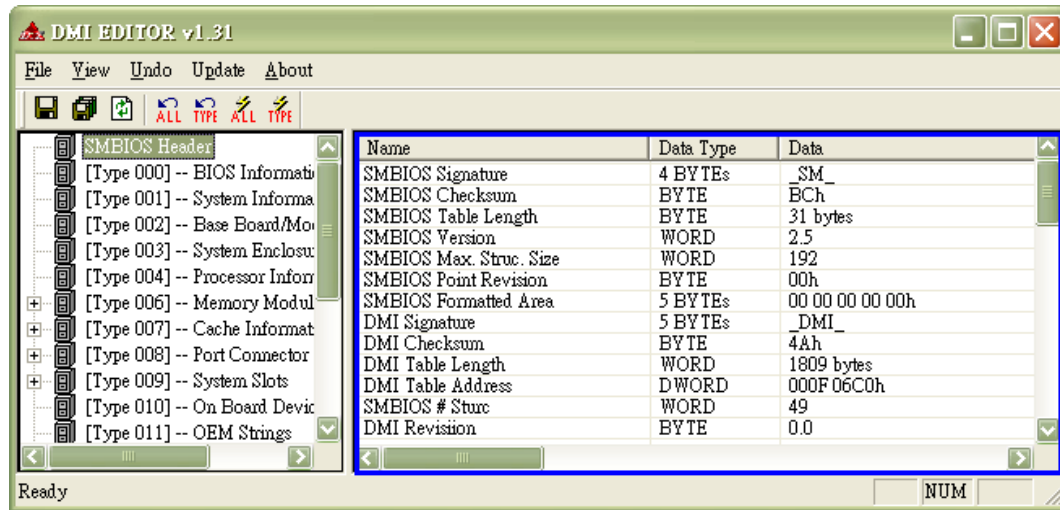 DMI EDITOR v1.31
File View Undo Update About
ALL TYPE ALL TYPE
SMBIOS Header
[Type 000] -- BIOS Informati
[Type 001] -- System Informa
[Type 002] -- Base Board/Mo
[Type 003] -- System Enclosu
[Type 004] -- Processor Inform
[Type 006] -- Memory Modul
[Type 007] -- Cache Informat
[Type 008] -- Port Connector
[Type 009] -- System Slots
[Type 010] -- On Board Devic
[Type 011] -- OEM Strings
Name Data Type Data
SMBIOS Signature 4 BYTEs _SM_
SMBIOS Checksum BYTE BCh
SMBIOS Table Length BYTE 31 bytes
SMBIOS Version WORD 2.5
SMBIOS Max. Struc. Size WORD 192
SMBIOS Point Revision BYTE 00h
SMBIOS Formatted Area 5 BYTEs 00 00 00 00 00h
DMI Signature 5 BYTEs _DMI_
DMI Checksum BYTE 4Ah
DMI Table Length WORD 1809 bytes
DMI Table Address DWORD 000F06C0h
SMBIOS # Sturc WORD 49
DMI Revisiion BYTE 0.0
Ready NUM